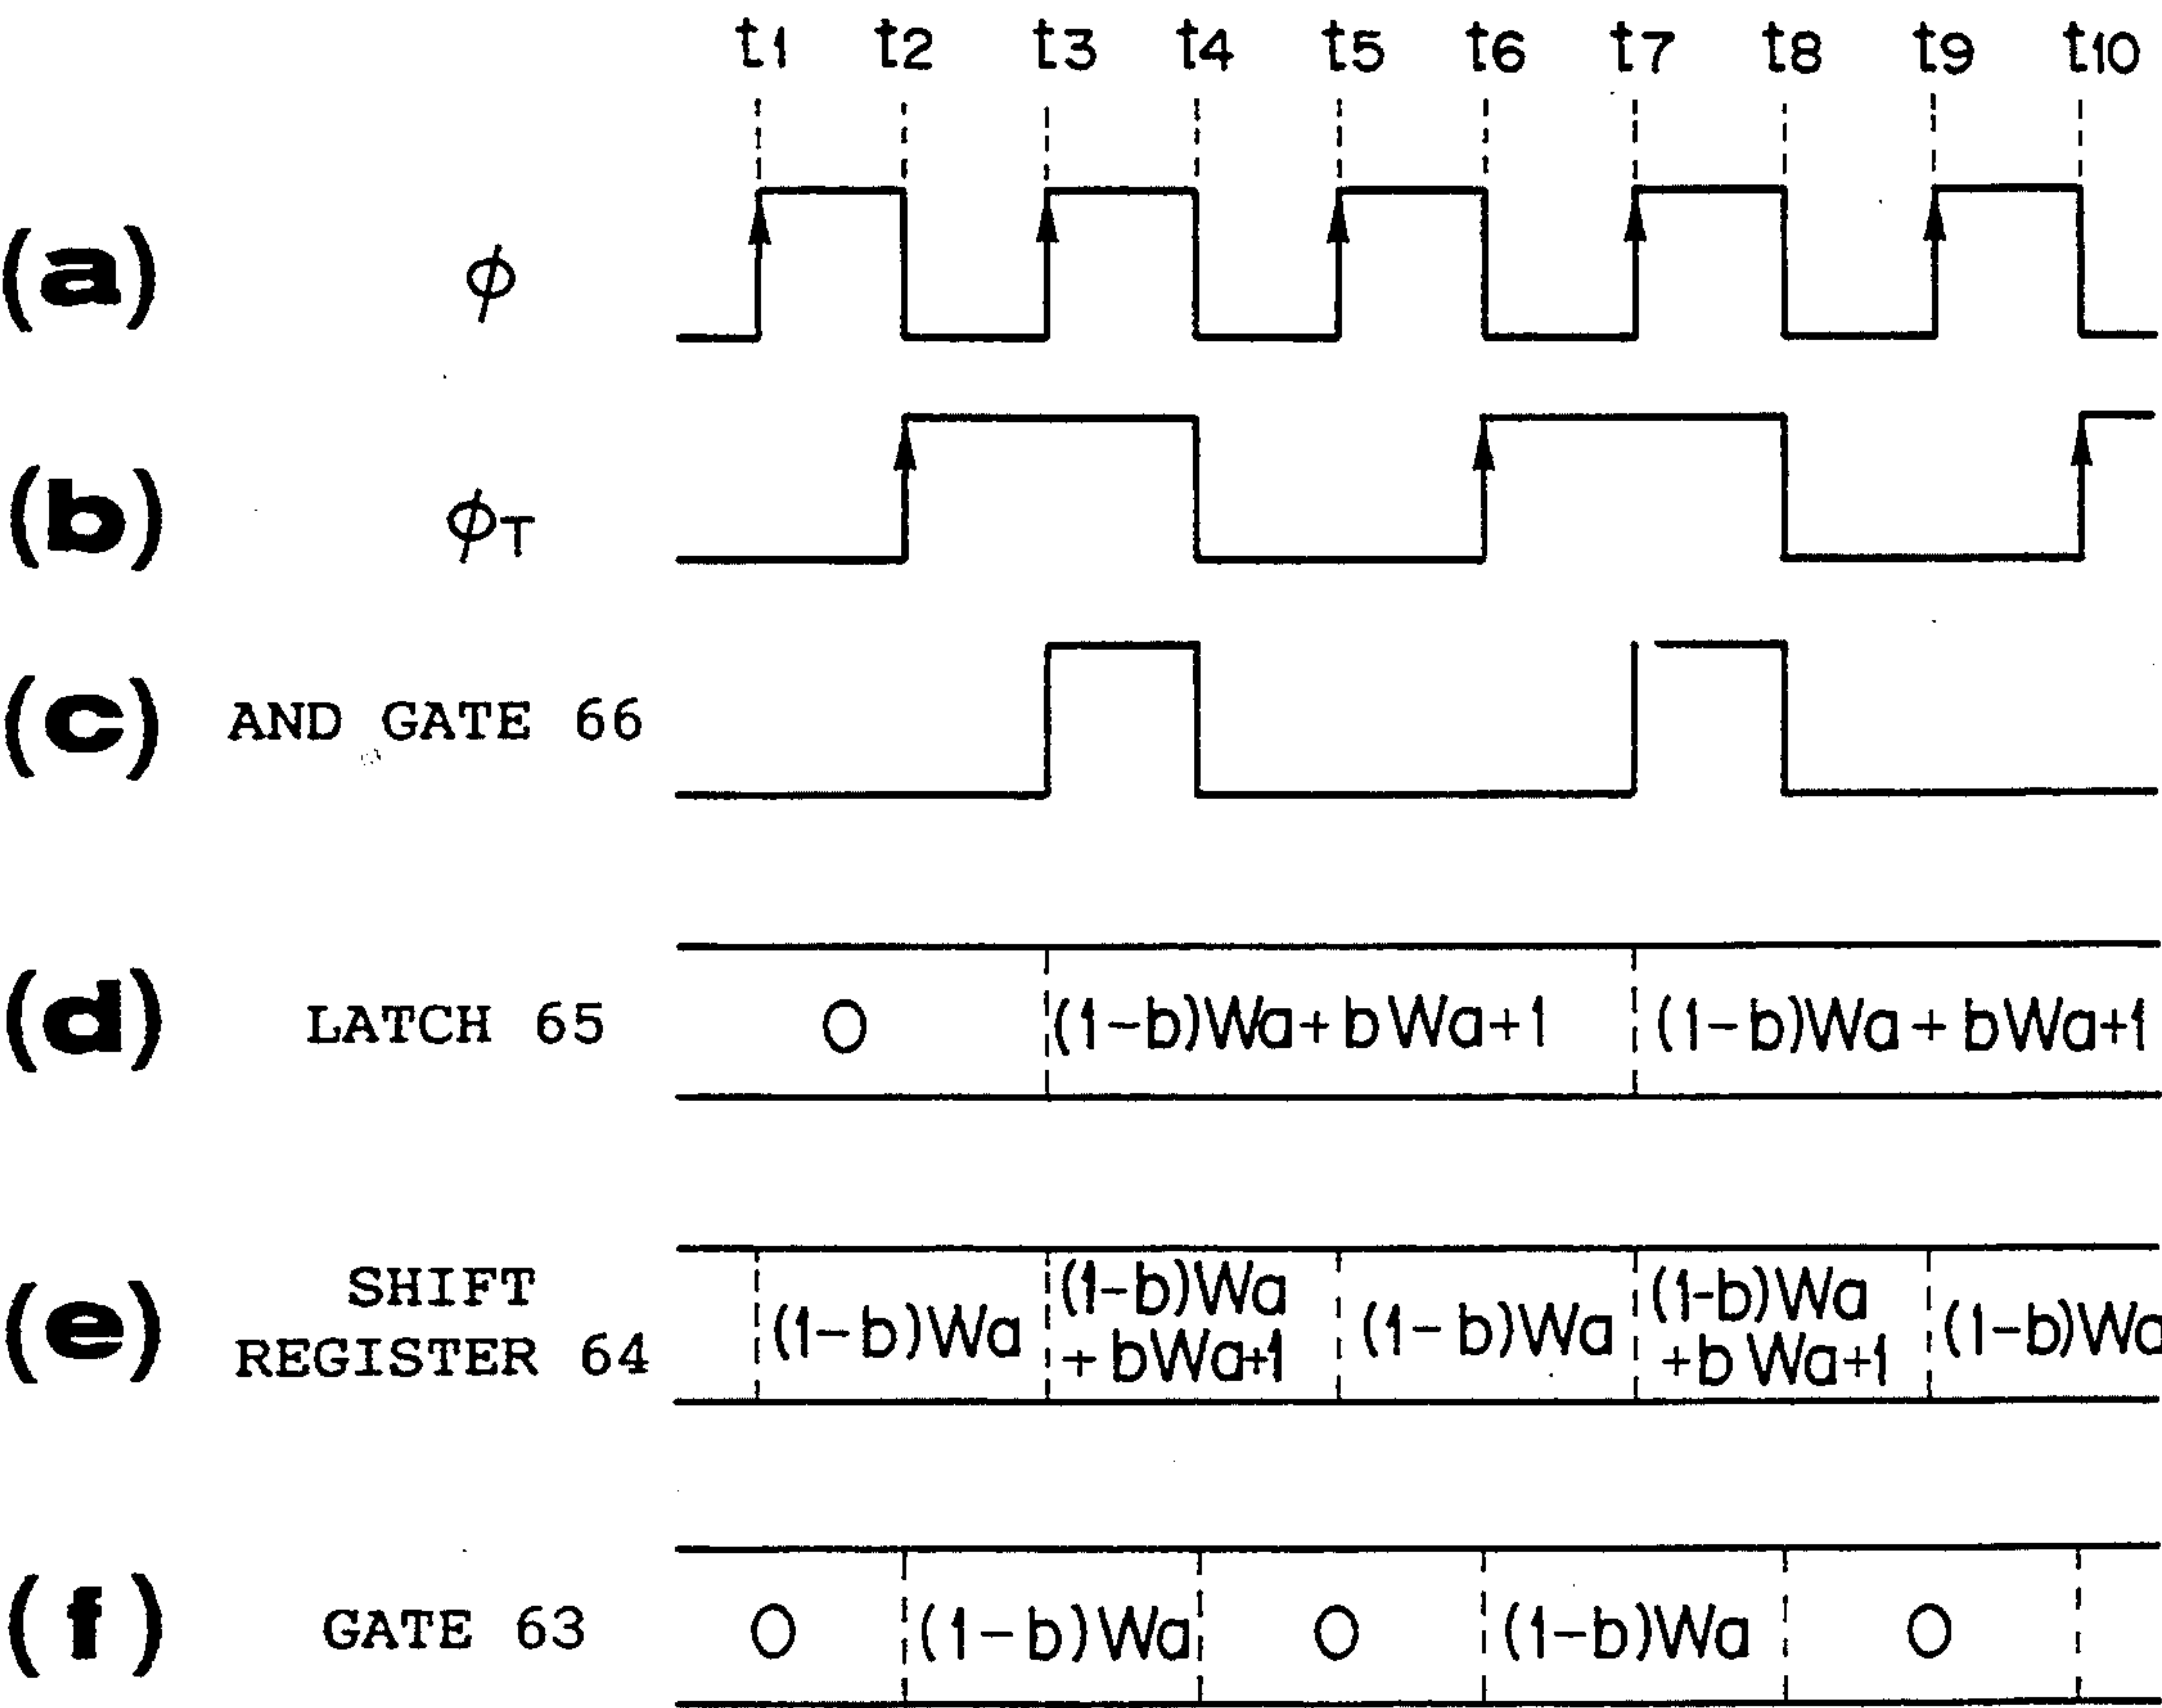 t1 t2 t3 t4 t5 t6 t7 t8 t9 t10
(a) ϕ
(b) ϕT
(c) AND GATE 66
(d) LATCH 65 0 (1-b)Wa+bWa+1 (1-b)Wa+bWa+1
(e) SHIFT REGISTER 64 (1-b)Wa (1-b)Wa +bWa+1 (1-b)Wa (1-b)Wa +bWa+1 (1-b)Wa
(f) GATE 63 0 (1-b)Wa 0 (1-b)Wa 0